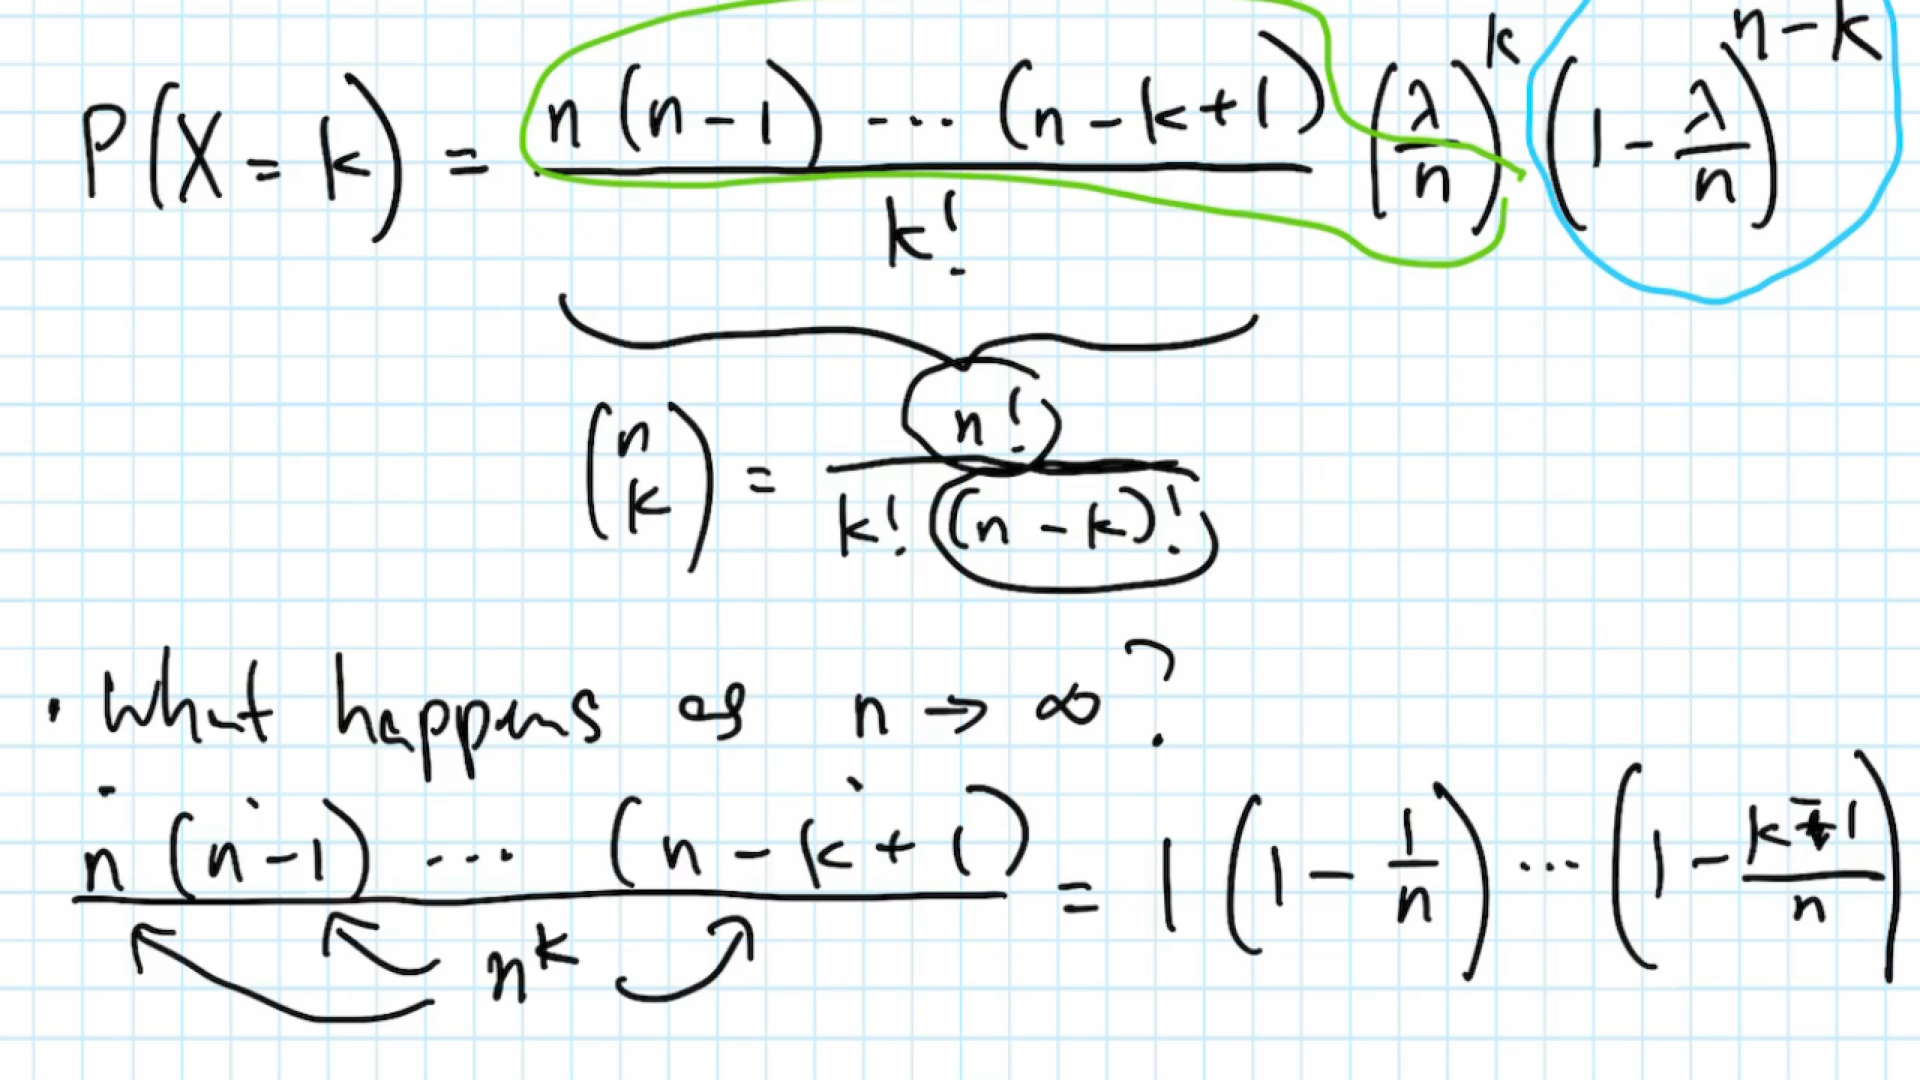 P(X = k) = n(n-1) ... (n-k+1) / k! (λ/n)^k (1 - λ/n)^(n-k)
(n k) = n! / k! (n-k)!
· What happens as n → ∞?
n(n-1) ... (n-k+1) / n^k = 1 (1 - 1/n) ... (1 - k-1/n)